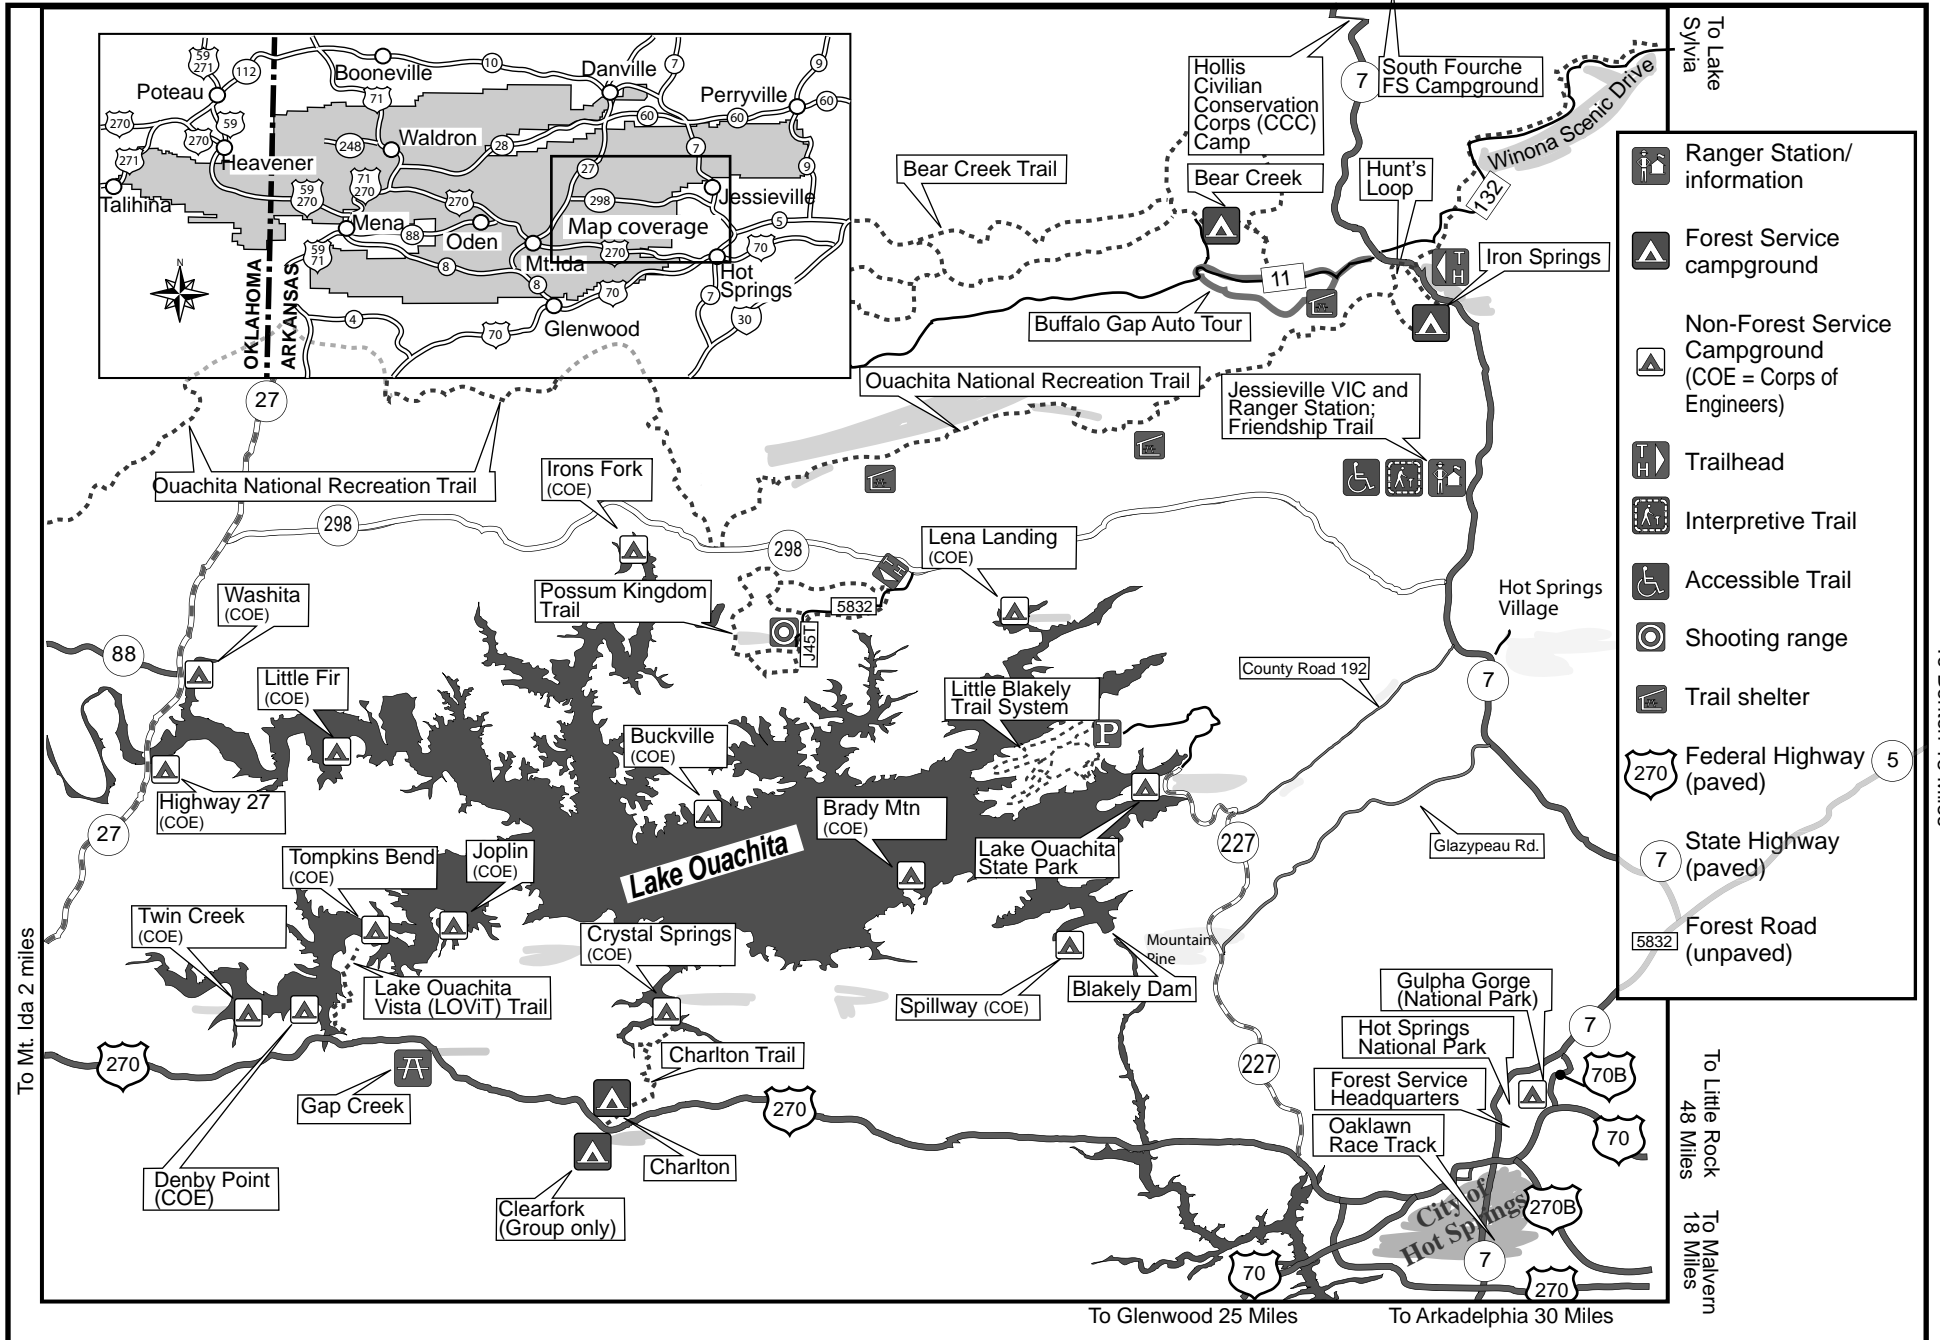 59
271
112
Booneville
10
Danville
7
9
Poteau
71
Perryville
60
270
59
270
60
60
271
Heavener
248
Waldron
28
7
9
27
Talihina
59
270
71
270
270
298
Jessieville
Mena
88
Oden
Map coverage
5
59
71
8
Mt.Ida
270
70
Hot
Springs
N
8
70
7
30
4
70
Glenwood
OKLAHOMA
ARKANSAS
Hollis
Civilian
Conservation
Corps (CCC)
Camp
7
South Fourche
FS Campground
To Lake
Sylvia
Winona Scenic Drive
Bear Creek Trail
Bear Creek
Hunt's
Loop
132
11
T
H
Iron Springs
Buffalo Gap Auto Tour
Ouachita National Recreation Trail
Jessieville VIC and
Ranger Station;
Friendship Trail
27
Ouachita National Recreation Trail
Irons Fork
(COE)
298
298
Lena Landing
(COE)
Washita
(COE)
Possum Kingdom
Trail
5832
J45T
Hot Springs
Village
88
Little Fir
(COE)
County Road 192
7
Little Blakely
Trail System
P
Buckville
(COE)
Highway 27
(COE)
27
Brady Mtn
(COE)
Lake Ouachita
Lake Ouachita
State Park
227
Glazypeau Rd.
Tompkins Bend
(COE)
Joplin
(COE)
Twin Creek
(COE)
Crystal Springs
(COE)
Mountain
Pine
Lake Ouachita
Vista (LOViT) Trail
Spillway (COE)
Blakely Dam
Gulpha Gorge
(National Park)
7
Hot Springs
National Park
270
Charlton Trail
227
70B
Gap Creek
Forest Service
Headquarters
270
Oaklawn
Race Track
70
Denby Point
(COE)
Charlton
Clearfork
(Group only)
City of
Hot Springs
270B
7
70
270
To Mt. Ida 2 miles
To Glenwood 25 Miles
To Arkadelphia 30 Miles
To Little Rock
48 Miles
To Malvern
18 Miles
Ranger Station/
information
Forest Service
campground
Non-Forest Service
Campground
(COE = Corps of
Engineers)
T
H
Trailhead
Interpretive Trail
Accessible Trail
Shooting range
Trail shelter
270
Federal Highway
(paved)
5
7
State Highway
(paved)
5832
Forest Road
(unpaved)